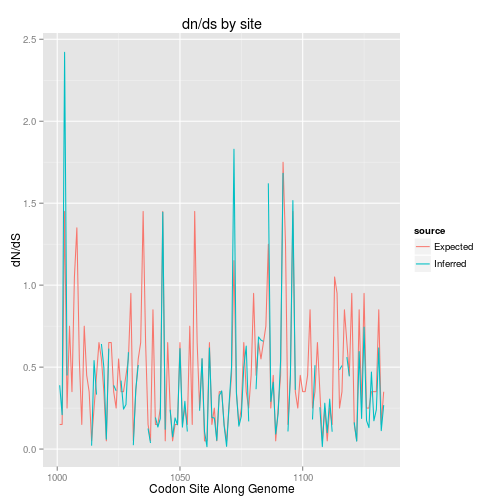 dn/ds by site
dN/dS
2.5
2.0
1.5
1.0
0.5
0.0
1000
1050
1100
Codon Site Along Genome
source
Expected
Inferred